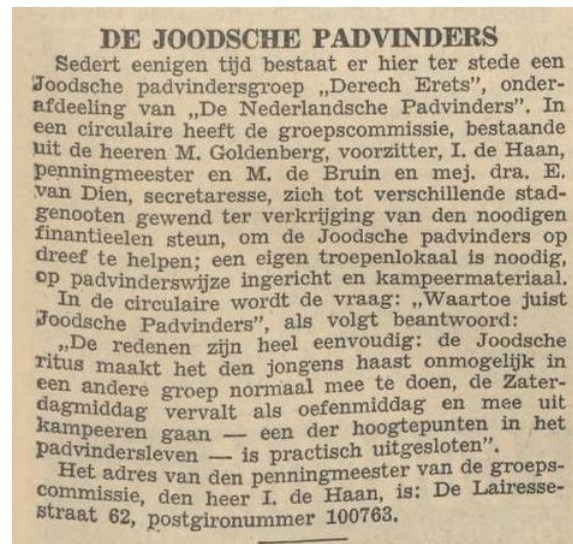 DE JOODSCHE PADVINDERS
Sedert eenigen tijd bestaat er hier ter stede een
Joodsche padvindersgroep „Derech Erets”, onder-
afdeeling van „De Nederlandsche Padvinders”. In
een circulaire heeft de groepscommissie, bestaande
uit de heeren M. Goldenberg, voorzitter, I. de Haan,
penningmeester en M. de Bruin en mej. dra. E.
van Dien, secretaresse, zich tot verschillende stad-
genooten gewend ter verkrijging van den noodigen
finantieelen steun, om de Joodsche padvinders op
dreef te helpen; een eigen troepenlokaal is noodig,
op padvinderswijze ingericht en kampeermateriaal.
In de circulaire wordt de vraag: „Waartoe juist
Joodsche Padvinders”, als volgt beantwoord:
„De redenen zijn heel eenvoudig: de Joodsche
ritus maakt het den jongens haast onmogelijk in
een andere groep normaal mee te doen, de Zater-
dagmiddag vervalt als oefenmiddag en mee uit
kampeeren gaan — een der hoogtepunten in het
padvindersleven — is practisch uitgesloten”.
Het adres van den penningmeester van de groeps-
commissie, den heer I. de Haan, is: De Lairesse-
straat 62, postgironummer 100763.